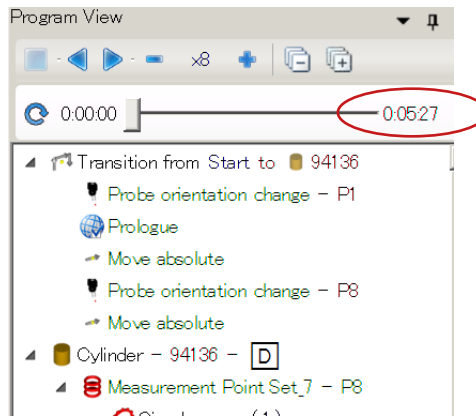 Program View
x8
0:00:00 0:05:27
Transition from Start to 94136
Probe orientation change - P1
Prologue
Move absolute
Probe orientation change - P8
Move absolute
Cylinder - 94136 - D
Measurement Point Set_7 - P8